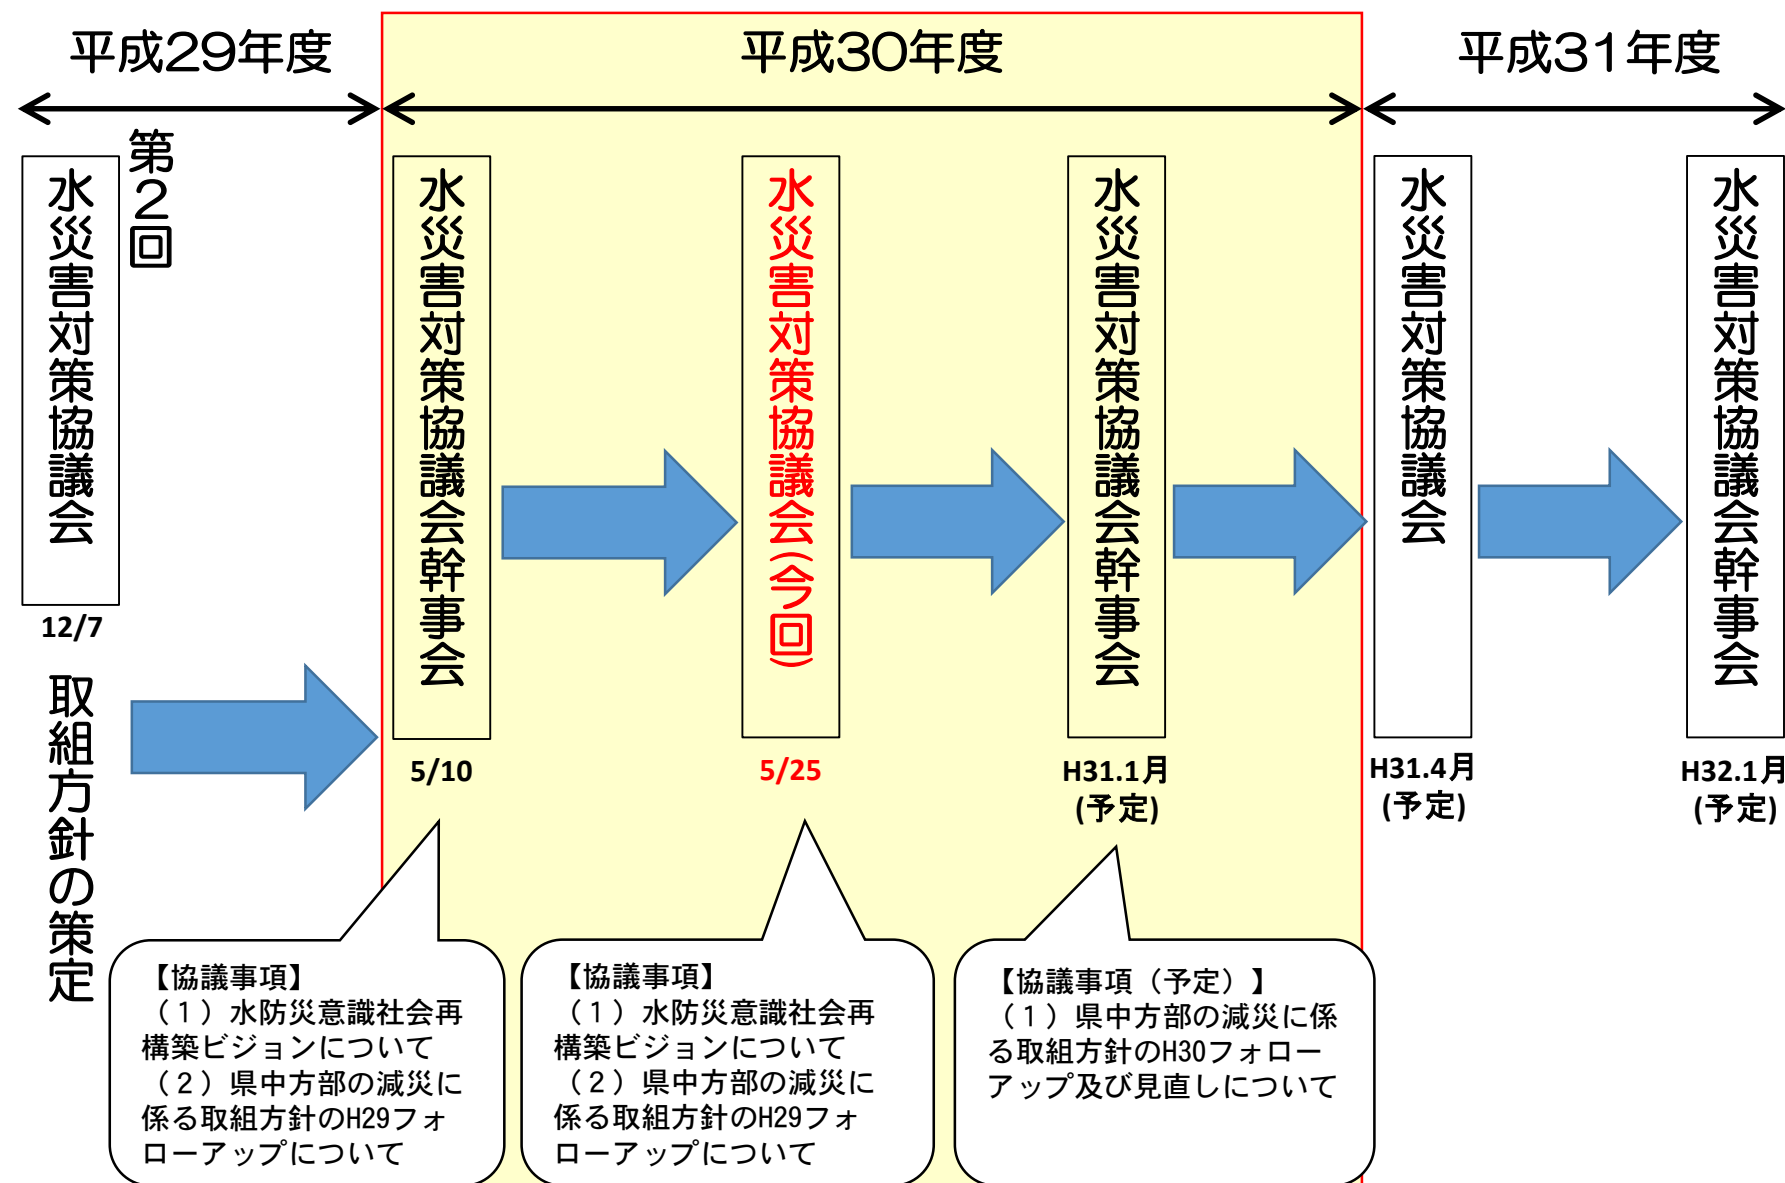 平成29年度
平成30年度
平成31年度
水災害対策協議会
第2回
12/7
取組方針の策定
水災害対策協議会幹事会
5/10
水災害対策協議会(今回)
5/25
水災害対策協議会幹事会
H31.1月
(予定)
水災害対策協議会
H31.4月
(予定)
水災害対策協議会幹事会
H32.1月
(予定)
【協議事項】
（1）水防災意識社会再
構築ビジョンについて
（2）県中方部の減災に
係る取組方針のH29フォ
ローアップについて
【協議事項】
（1）水防災意識社会再
構築ビジョンについて
（2）県中方部の減災に
係る取組方針のH29フォ
ローアップについて
【協議事項（予定）】
（1）県中方部の減災に係
る取組方針のH30フォロー
アップ及び見直しについて